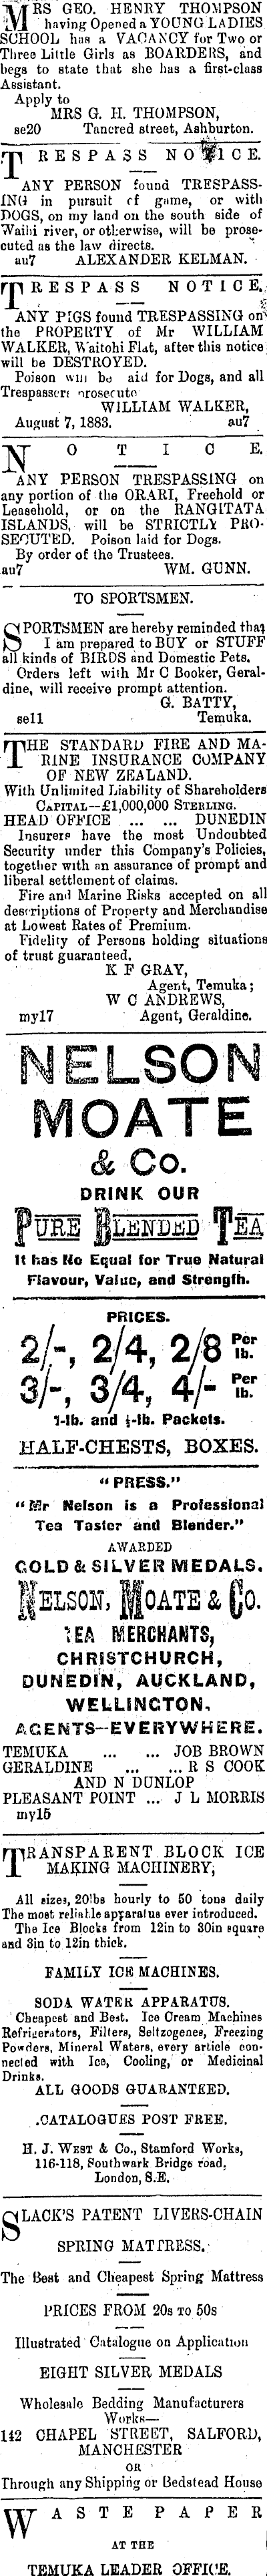 MRS GEO. HENRY THOMPSON
having Opened a YOUNG LADIES
SCHOOL has a VACANCY for Two or
Three Little Girls as BOARDERS, and
begs to state that she has a first-class
Assistant.
Apply to
MRS G. H. THOMPSON,
se20 Tancred street, Ashburton.
TRESPASS NOTICE.
ANY PERSON found TRESPASS-
ING in pursuit of game, or with
DOGS, on my land on the south side of
Waihi river, or otherwise, will be prose-
cuted as the law directs.
au7 ALEXANDER KELMAN.
TRESPASS NOTICE.
ANY PIGS found TRESPASSING on
the PROPERTY of Mr WILLIAM
WALKER, Waitohi Flat, after this notice
will be DESTROYED.
Poison will be aid for Dogs, and all
Trespassers prosecute
WILLIAM WALKER,
August 7, 1883. au7
NOTICE.
ANY PERSON TRESPASSING on
any portion of the ORARI, Freehold or
Leasehold, or on the RANGITATA
ISLANDS, will be STRICTLY PRO-
SECUTED. Poison laid for Dogs.
By order of the Trustees.
au7 WM. GUNN.
TO SPORTSMEN.
SPORTSMEN are hereby reminded that
I am prepared to BUY or STUFF
all kinds of BIRDS and Domestic Pets.
Orders left with Mr C Booker, Geral-
dine, will receive prompt attention.
G. BATTY,
se11 Temuka.
THE STANDARD FIRE AND MA-
RINE INSURANCE COMPANY
OF NEW ZEALAND.
With Unlimited Liability of Shareholders
CAPITAL—£1,000,000 STERLING.
HEAD OFFICE ... ... DUNEDIN
Insurers have the most Undoubted
Security under this Company's Policies,
together with an assurance of prompt and
liberal settlement of claims.
Fire and Marine Risks accepted on all
descriptions of Property and Merchandise
at Lowest Rates of Premium.
Fidelity of Persons holding situations
of trust guaranteed.
K F GRAY,
Agent, Temuka;
W C ANDREWS,
my17 Agent, Geraldine.
NELSON
MOATE
& Co.
DRINK OUR
PURE BLENDED TEA
It has No Equal for True Natural
Flavour, Value, and Strength.
PRICES.
2/-, 2/4, 2/8 Per lb.
3/-, 3/4, 4/- Per lb.
1-lb. and ½-lb. Packets.
HALF-CHESTS, BOXES.
"PRESS."
"Mr Nelson is a Professional
Tea Taster and Blender."
AWARDED
GOLD & SILVER MEDALS.
NELSON, MOATE & CO.
TEA MERCHANTS,
CHRISTCHURCH,
DUNEDIN, AUCKLAND,
WELLINGTON,
AGENTS—EVERYWHERE.
TEMUKA ... ... JOB BROWN
GERALDINE ... ... R S COOK
AND N DUNLOP
PLEASANT POINT ... J L MORRIS
my15
TRANSPARENT BLOCK ICE
MAKING MACHINERY,
All sizes, 20lbs hourly to 50 tons daily
The most reliable apparatus ever introduced.
The Ice Blocks from 12in to 30in square
and 3in to 12in thick.
FAMILY ICE MACHINES.
SODA WATER APPARATUS.
Cheapest and Best. Ice Cream Machines
Refrigerators, Filters, Seltzogenes, Freezing
Powders, Mineral Waters, every article con-
nected with Ice, Cooling, or Medicinal
Drinks.
ALL GOODS GUARANTEED.
CATALOGUES POST FREE.
H. J. WEST & Co., Stamford Works,
116-118, Southwark Bridge road,
London, S.E.
SLACK'S PATENT LIVERS-CHAIN
SPRING MATTRESS.
The Best and Cheapest Spring Mattress
PRICES FROM 20s TO 50s
Illustrated Catalogue on Application
EIGHT SILVER MEDALS
Wholesale Bedding Manufacturers
Works—
142 CHAPEL STREET, SALFORD,
MANCHESTER
OR
Through any Shipping or Bedstead House
WASTE PAPER
AT THE
TEMUKA LEADER OFFICE.